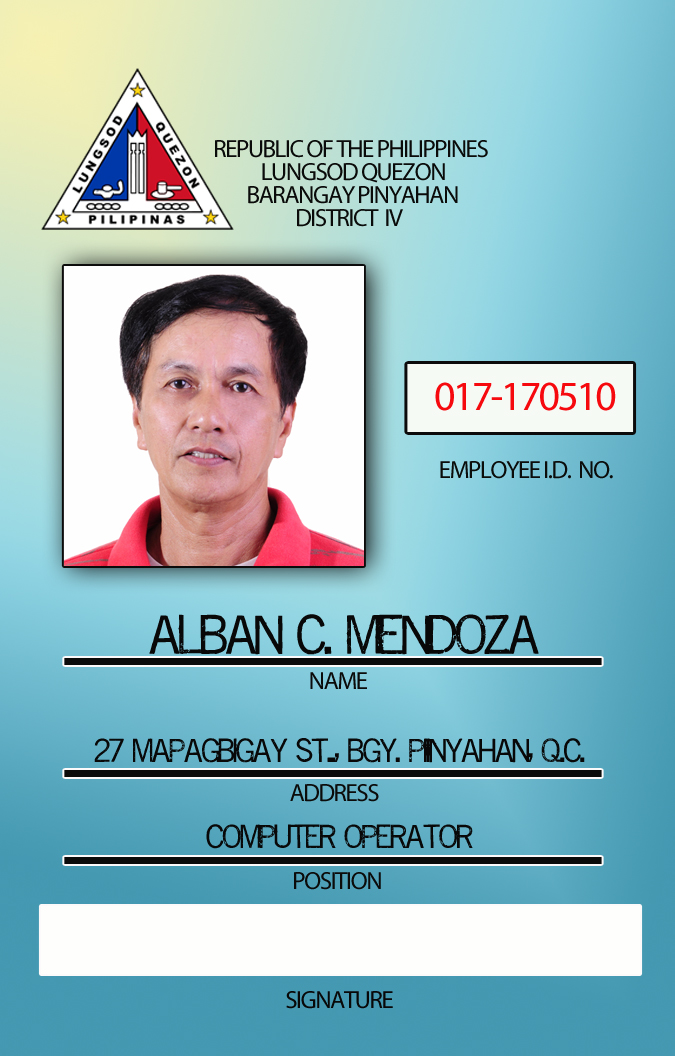 LUNGSOD QUEZON
PILIPINAS
REPUBLIC OF THE PHILIPPINES
LUNGSOD QUEZON
BARANGAY PINYAHAN
DISTRICT IV
017-170510
EMPLOYEE I.D. NO.
ALBAN C. MENDOZA
NAME
27 MAPAGBIGAY ST., BGY. PINYAHAN, Q.C.
ADDRESS
COMPUTER OPERATOR
POSITION
SIGNATURE